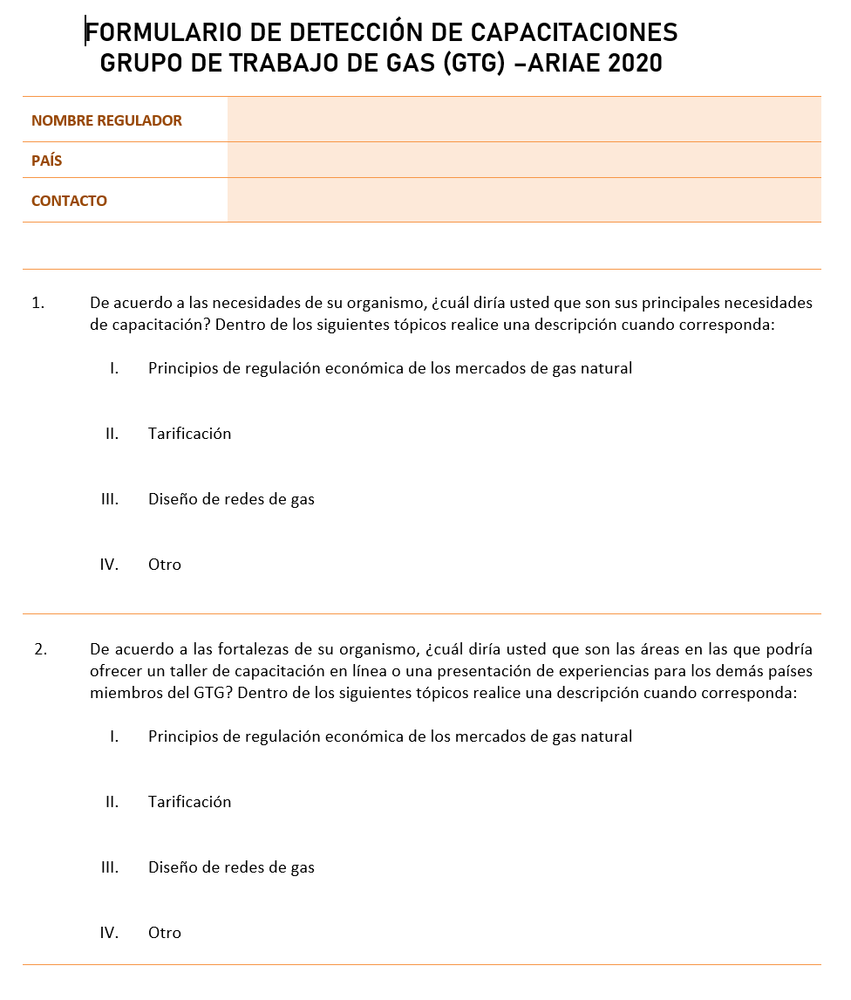 FORMULARIO DE DETECCIÓN DE CAPACITACIONES
GRUPO DE TRABAJO DE GAS (GTG) –ARIAE 2020
NOMBRE REGULADOR
PAÍS
CONTACTO
1. De acuerdo a las necesidades de su organismo, ¿cuál diría usted que son sus principales necesidades
de capacitación? Dentro de los siguientes tópicos realice una descripción cuando corresponda:
I. Principios de regulación económica de los mercados de gas natural
II. Tarificación
III. Diseño de redes de gas
IV. Otro
2. De acuerdo a las fortalezas de su organismo, ¿cuál diría usted que son las áreas en las que podría
ofrecer un taller de capacitación en línea o una presentación de experiencias para los demás países
miembros del GTG? Dentro de los siguientes tópicos realice una descripción cuando corresponda:
I. Principios de regulación económica de los mercados de gas natural
II. Tarificación
III. Diseño de redes de gas
IV. Otro